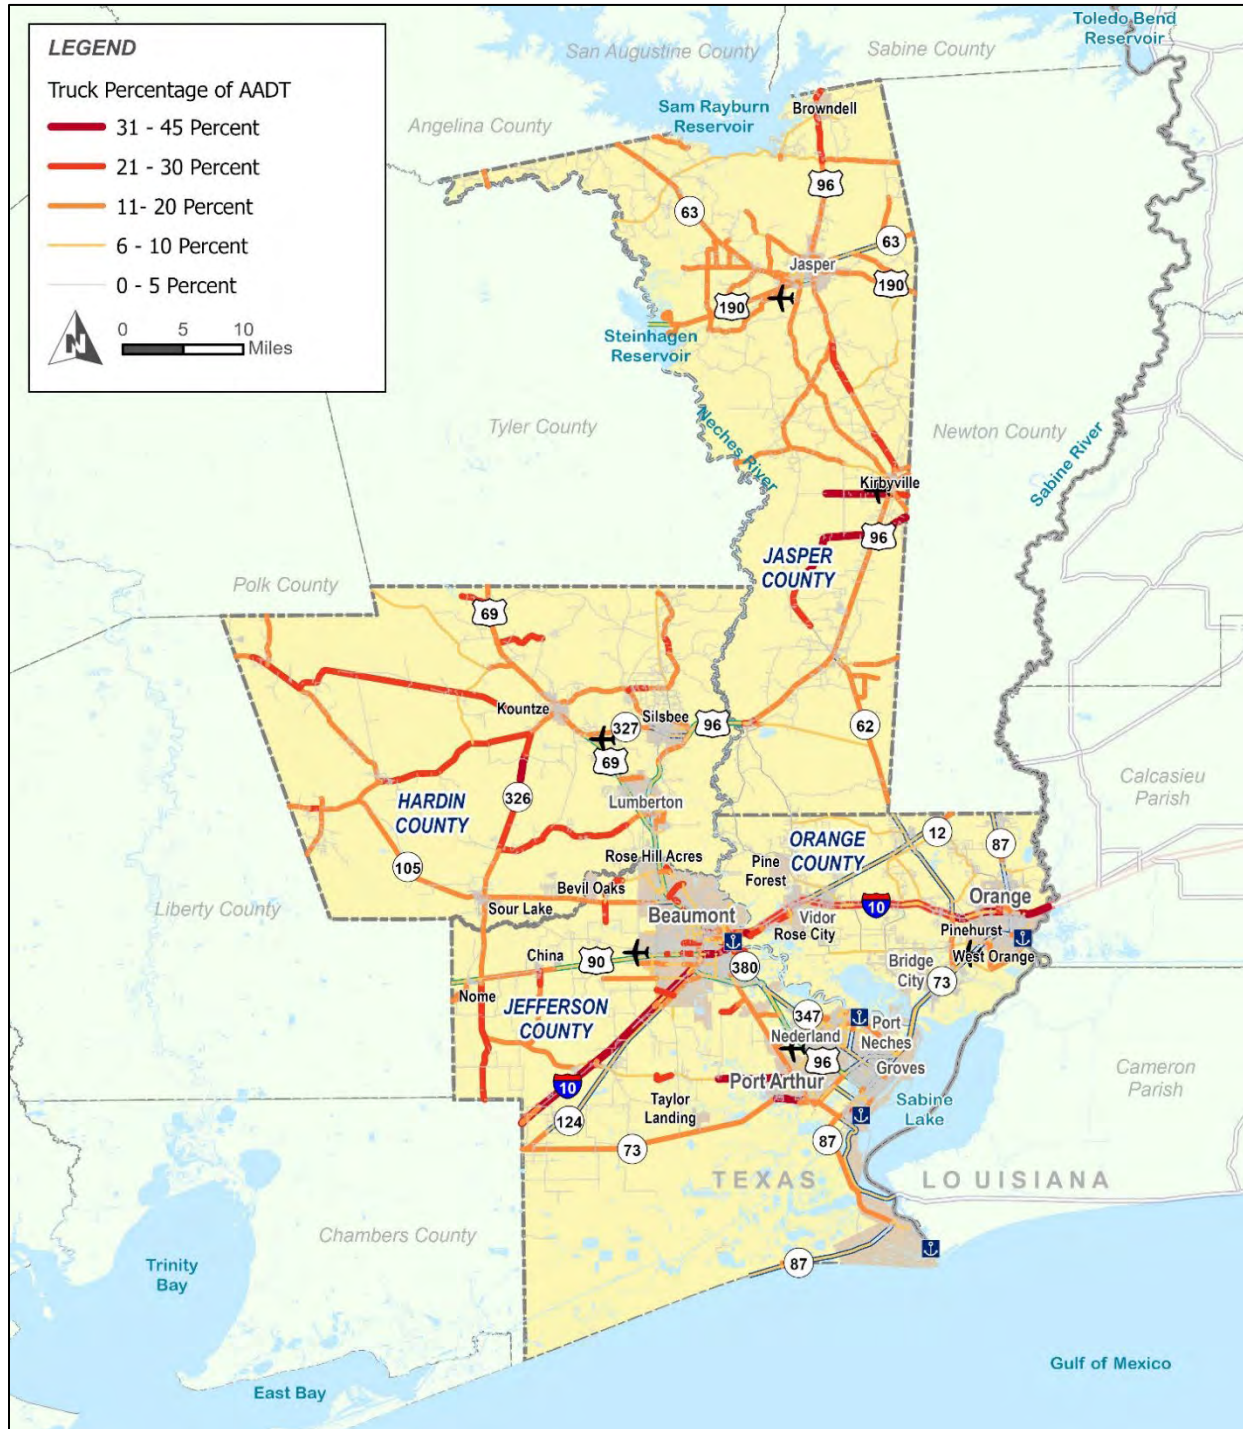 LEGEND
Truck Percentage of AADT
31 - 45 Percent
21 - 30 Percent
11- 20 Percent
6 - 10 Percent
0 - 5 Percent
N
0 5 10
Miles
Toledo Bend
Reservoir
San Augustine County
Sabine County
Sam Rayburn
Reservoir
Browndell
Angelina County
96
63
63
Jasper
190
190
Steinhagen
Reservoir
Tyler County
Neches River
Newton County
Sabine River
Kirbyville
96
JASPER
COUNTY
Polk County
69
Kountze
327
Silsbee
96
62
69
Calcasieu
Parish
326
HARDIN
COUNTY
Lumberton
12
87
ORANGE
COUNTY
Rose Hill Acres
Pine
Forest
105
Bevil Oaks
Orange
Liberty County
Sour Lake
Beaumont
10
Vidor
Rose City
Pinehurst
China
90
West Orange
380
Bridge
City
73
Nome
JEFFERSON
COUNTY
347
Port
Neches
Nederland
96
Groves
10
Port Arthur
Cameron
Parish
Taylor
Landing
Sabine
Lake
124
73
87
TEXAS
LOUISIANA
Chambers County
87
Trinity
Bay
Gulf of Mexico
East Bay